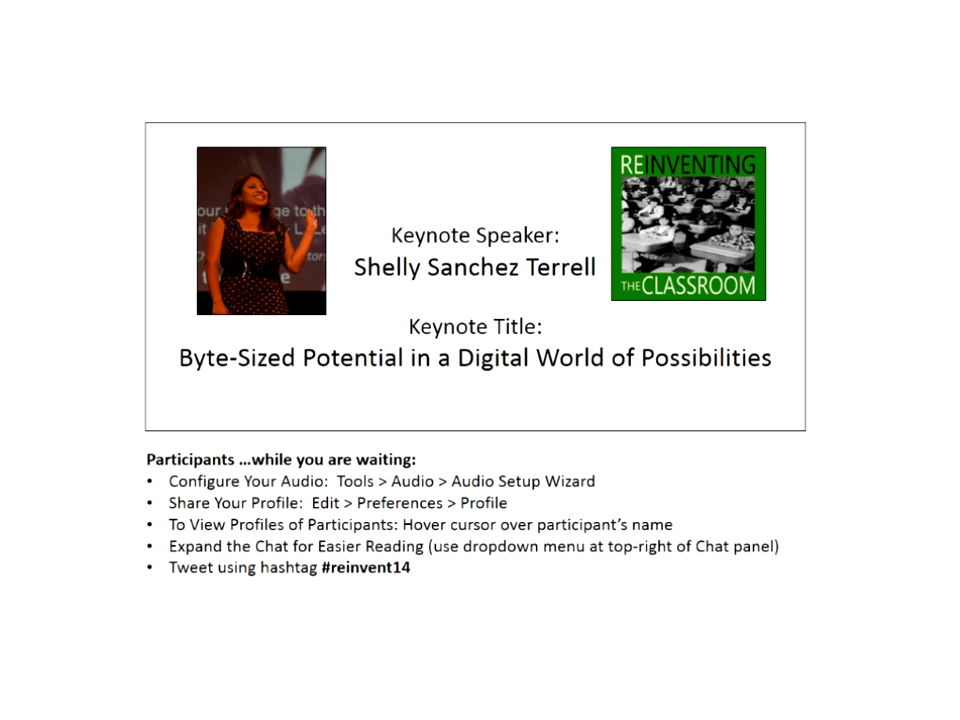 REINVENTING
THE CLASSROOM
Keynote Speaker:
Shelly Sanchez Terrell
Keynote Title:
Byte-Sized Potential in a Digital World of Possibilities
Participants ...while you are waiting:
• Configure Your Audio: Tools > Audio > Audio Setup Wizard
• Share Your Profile: Edit > Preferences > Profile
• To View Profiles of Participants: Hover cursor over participant's name
• Expand the Chat for Easier Reading (use dropdown menu at top-right of Chat panel)
• Tweet using hashtag #reinvent14